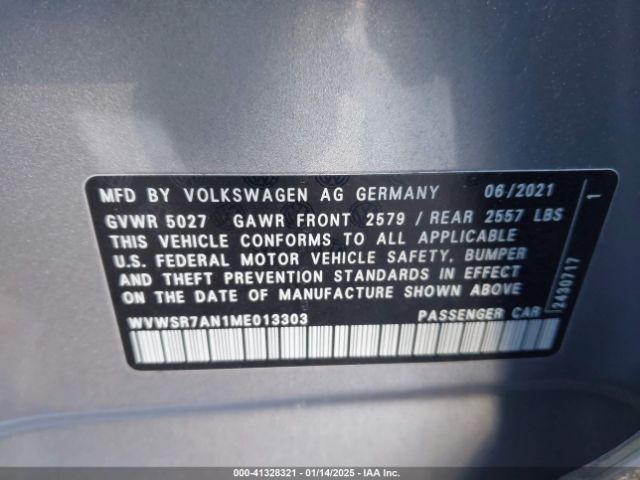 MFD BY VOLKSWAGEN AG GERMANY 06/2021
GVWR 5027 GAWR FRONT 2579 / REAR 2557 LBS
THIS VEHICLE CONFORMS TO ALL APPLICABLE
U.S. FEDERAL MOTOR VEHICLE SAFETY, BUMPER
AND THEFT PREVENTION STANDARDS IN EFFECT
ON THE DATE OF MANUFACTURE SHOWN ABOVE
WVWSR7AN1ME013303 PASSENGER CAR
1
2430717
000-41328321 | 01/14/2025 | IAA HOLDINGS, LLC